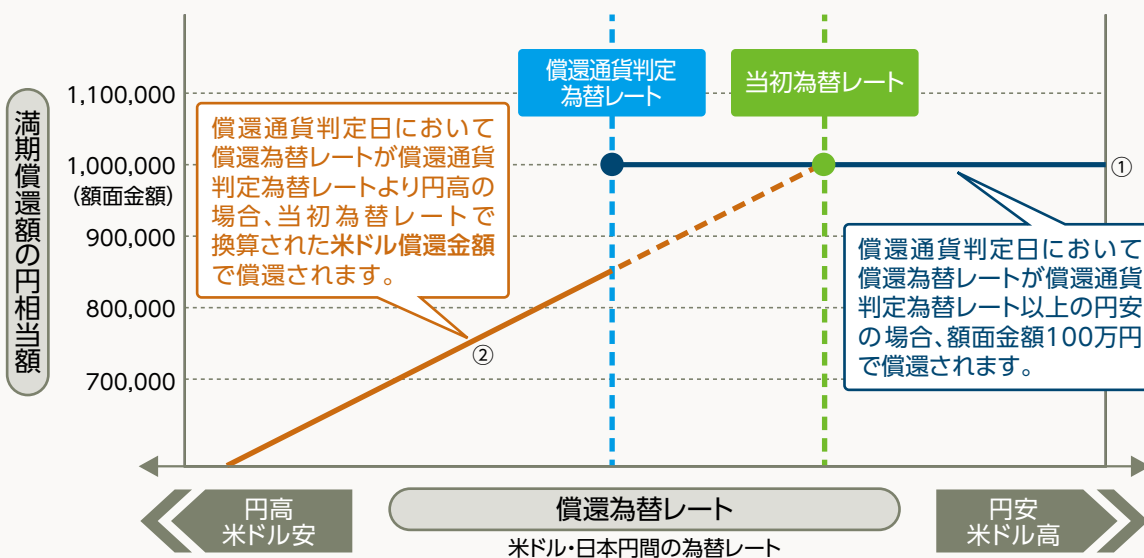 償還通貨判定
為替レート
当初為替レート
満期償還額の円相当額
1,100,000
1,000,000
(額面金額)
900,000
800,000
700,000
償還通貨判定日において
償還為替レートが償還通貨
判定為替レートより円高の
場合、当初為替レートで
換算された米ドル償還金額
で償還されます。
①
償還通貨判定日において
償還為替レートが償還通貨
判定為替レート以上の円安
の場合、額面金額100万円
で償還されます。
②
円高
米ドル安
償還為替レート
米ドル・日本円間の為替レート
円安
米ドル高